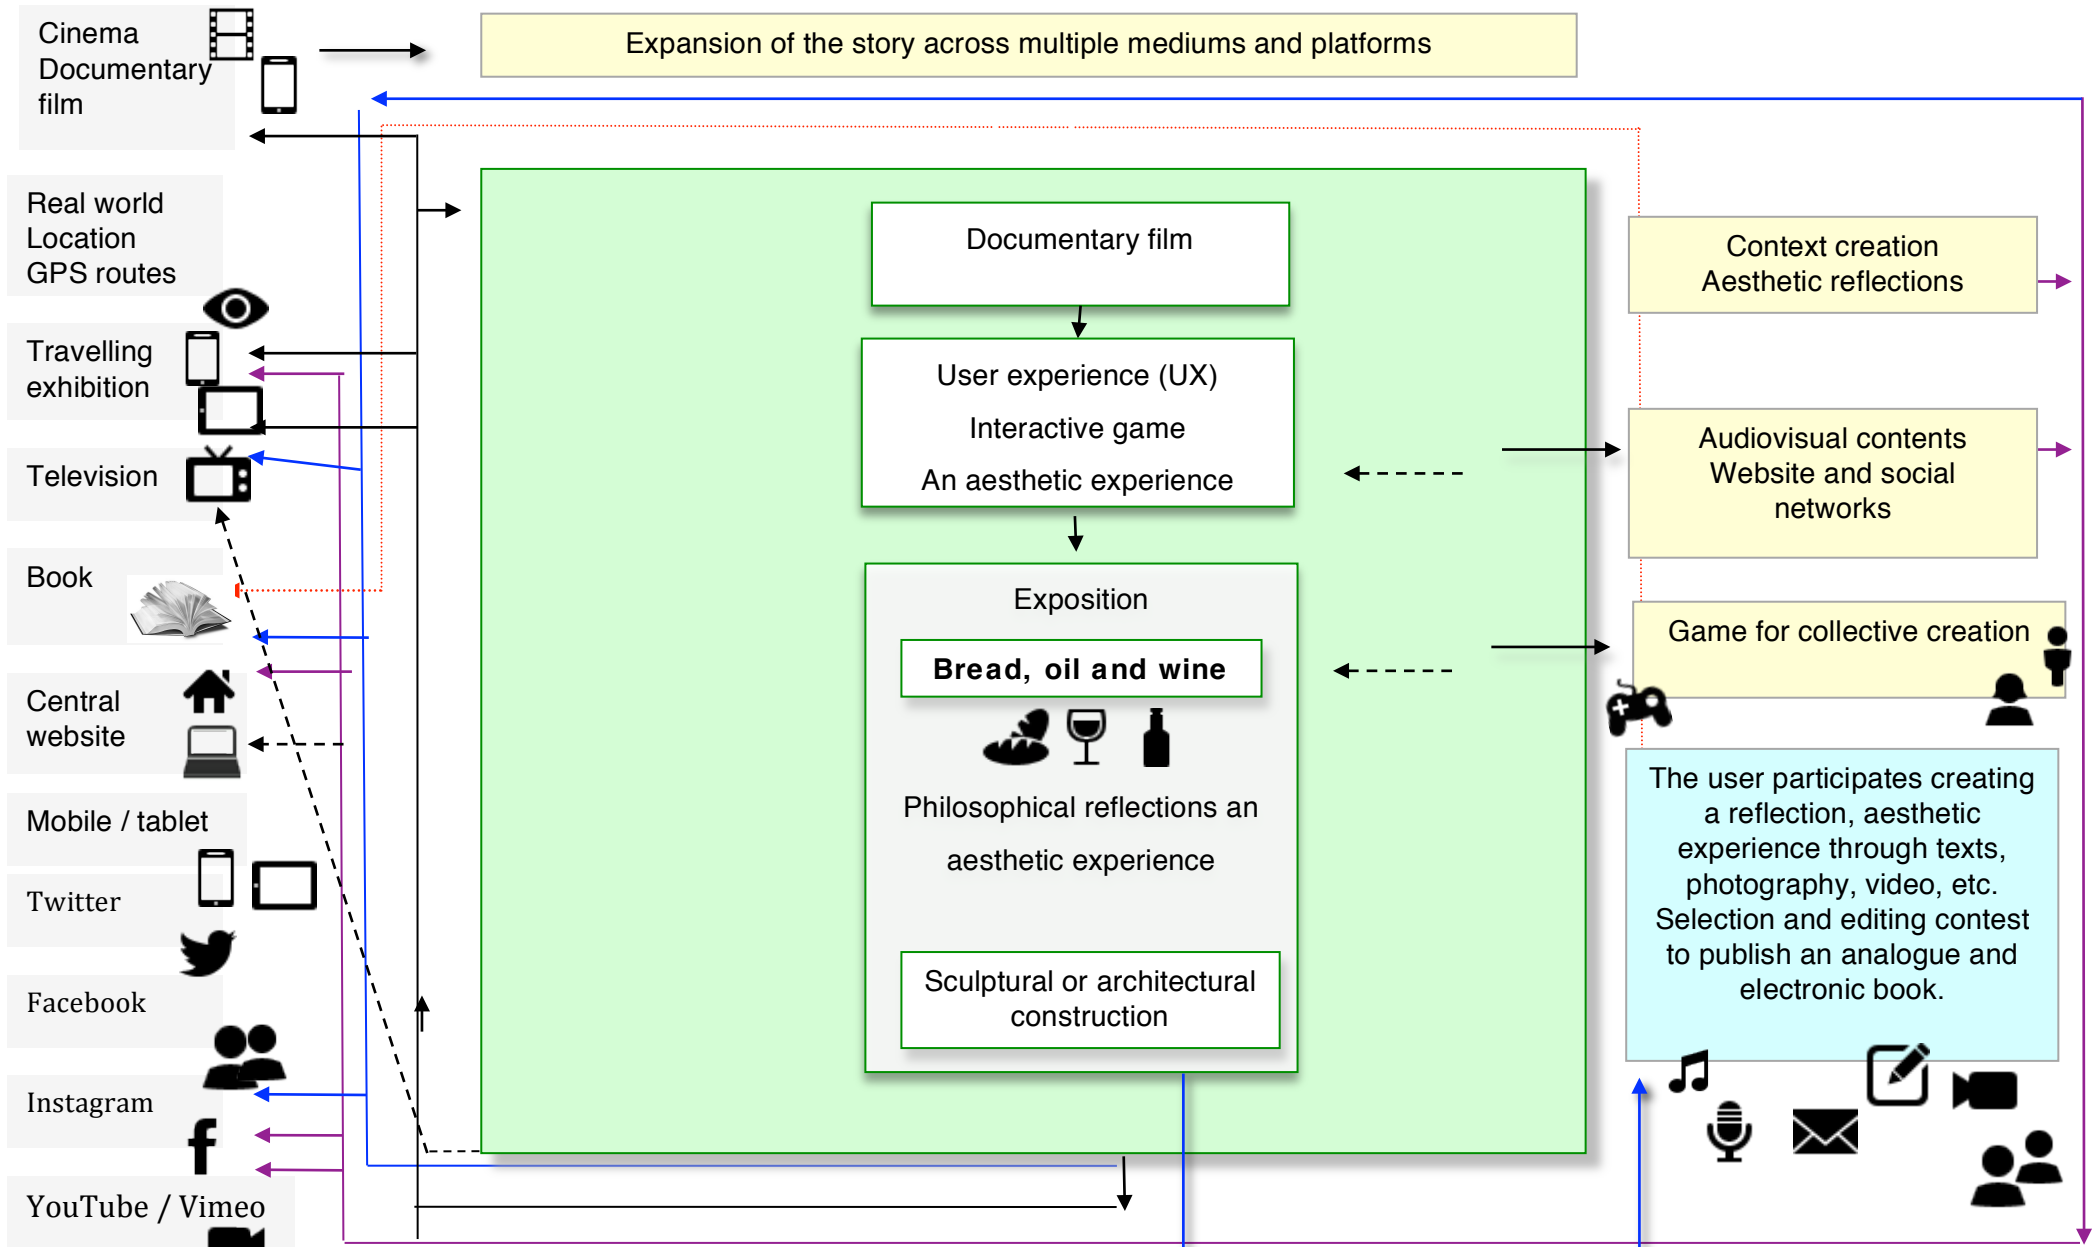 Cinema
Documentary
film
Expansion of the story across multiple mediums and platforms
Real world
Location
GPS routes
Travelling
exhibition
Television
Book
Central
website
Mobile / tablet
Twitter
Facebook
Instagram
YouTube / Vimeo
Documentary film
User experience (UX)
Interactive game
An aesthetic experience
Exposition
Bread, oil and wine
Philosophical reflections an
aesthetic experience
Sculptural or architectural
construction
Context creation
Aesthetic reflections
Audiovisual contents
Website and social
networks
Game for collective creation
The user participates creating
a reflection, aesthetic
experience through texts,
photography, video, etc.
Selection and editing contest
to publish an analogue and
electronic book.